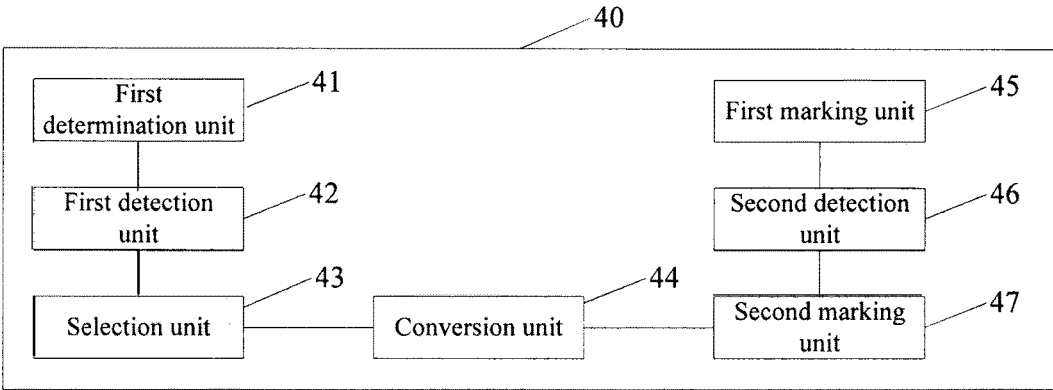 40
First
determination unit
41
First marking unit
45
First detection
unit
42
Second detection
unit
46
Selection unit
43
Conversion unit
44
Second marking
unit
47